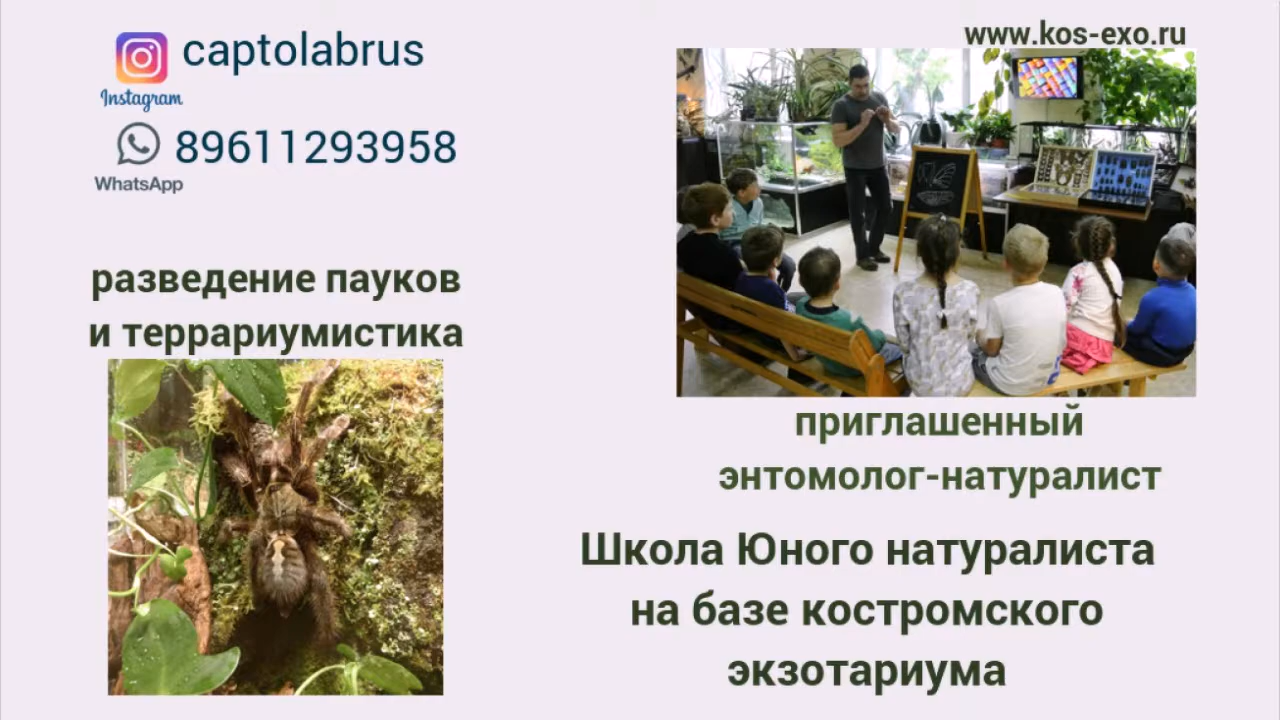 captolabrus
Instagram
89611293958
WhatsApp
разведение пауков
и террариумистика
www.kos-exo.ru
приглашенный
энтомолог-натуралист
Школа Юного натуралиста
на базе костромского
экзотариума